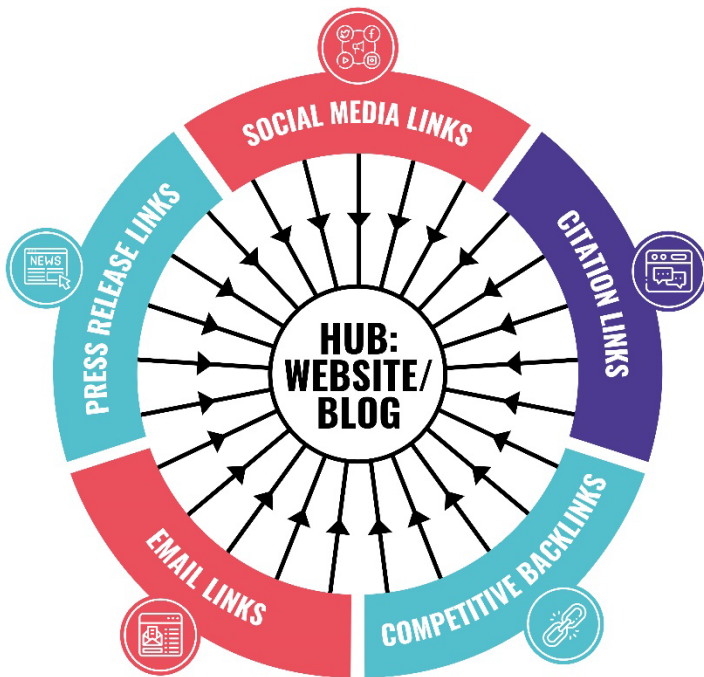 SOCIAL MEDIA LINKS
CITATION LINKS
COMPETITIVE BACKLINKS
EMAIL LINKS
PRESS RELEASE LINKS
NEWS
HUB:
WEBSITE/
BLOG